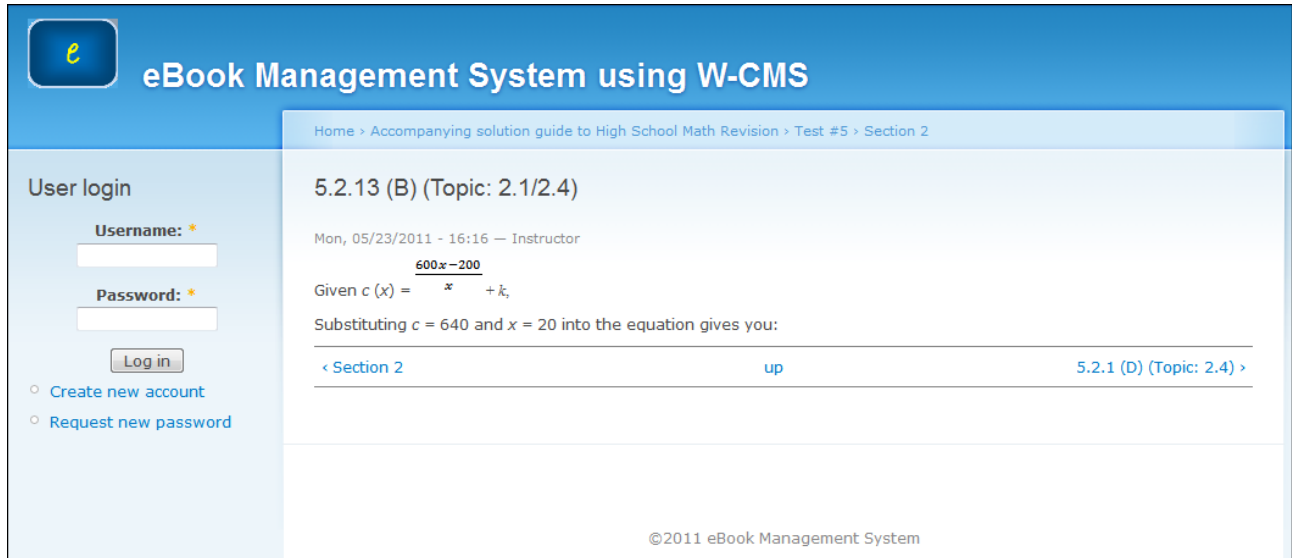 e
eBook Management System using W-CMS
Home › Accompanying solution guide to High School Math Revision › Test #5 › Section 2
User login
Username: *
Password: *
Log in
Create new account
Request new password
5.2.13 (B) (Topic: 2.1/2.4)
Mon, 05/23/2011 - 16:16 — Instructor
600x−200
Given c (x) = x + k,
Substituting c = 640 and x = 20 into the equation gives you:
‹ Section 2 up 5.2.1 (D) (Topic: 2.4) ›
©2011 eBook Management System